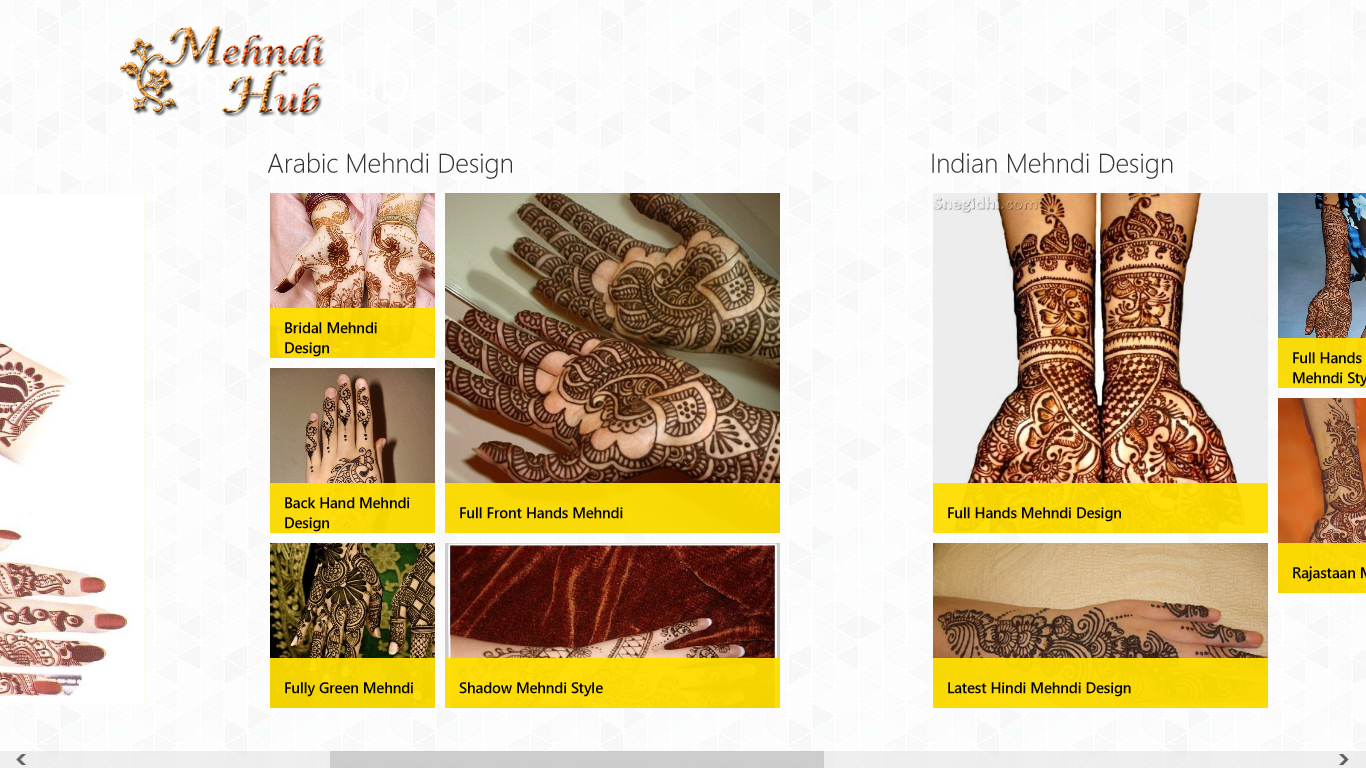 Mehndi
Hub
Arabic Mehndi Design
Bridal Mehndi
Design
Back Hand Mehndi
Design
Fully Green Mehndi
Full Front Hands Mehndi
Shadow Mehndi Style
Indian Mehndi Design
Snegidhi.com
Full Hands Mehndi Design
Latest Hindi Mehndi Design
Full Hands
Mehndi Sty
Rajastaan M